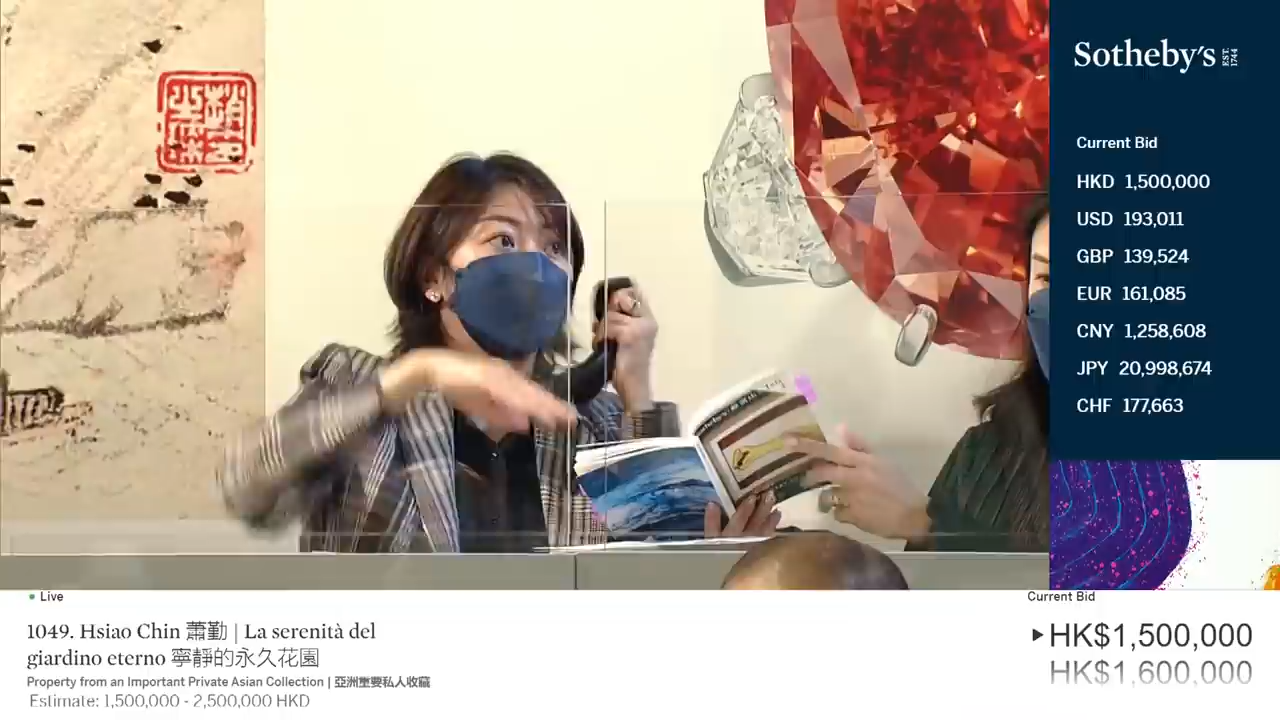 Sotheby's EST. 1744
Current Bid
HKD 1,500,000
USD 193,011
GBP 139,524
EUR 161,085
CNY 1,258,608
JPY 20,998,674
CHF 177,663
Live
1049. Hsiao Chin 蕭勤 | La serenità del
giardino eterno 寧靜的永久花園
Property from an Important Private Asian Collection | 亞洲重要私人收藏
Estimate: 1,500,000 - 2,500,000 HKD
Current Bid
HK$1,500,000
HK$1,600,000